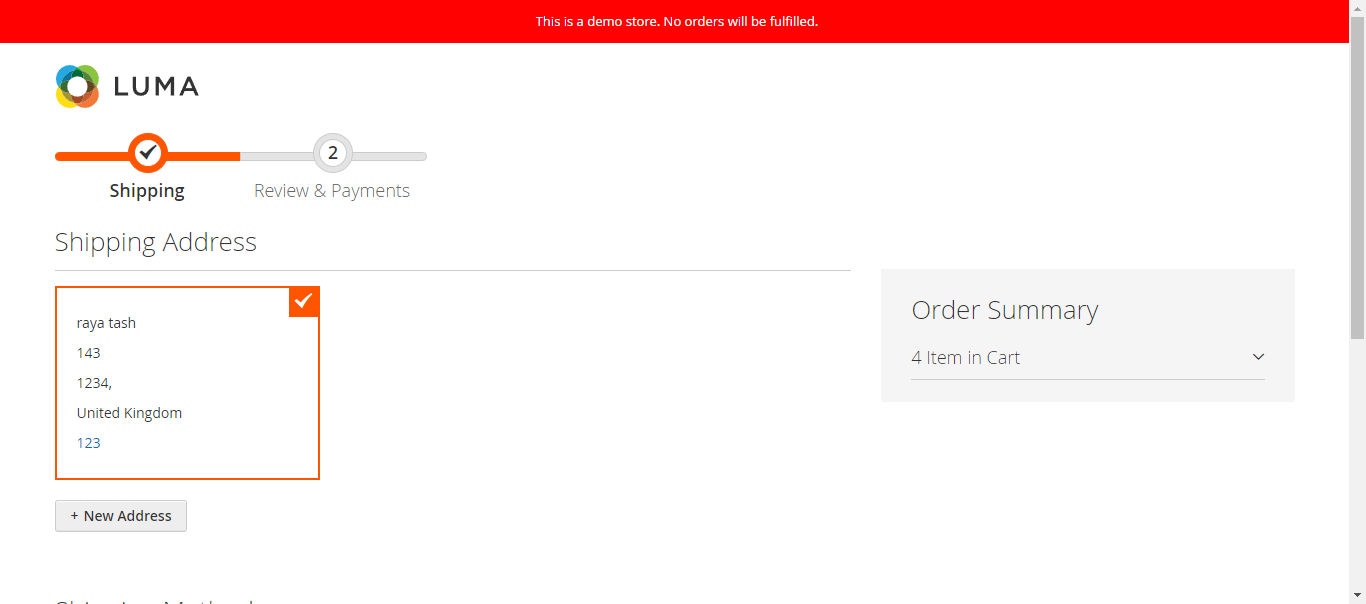 This is a demo store. No orders will be fulfilled.
LUMA
2
Shipping
Review & Payments
Shipping Address
raya tash
143
1234,
United Kingdom
123
+ New Address
Order Summary
4 Item in Cart